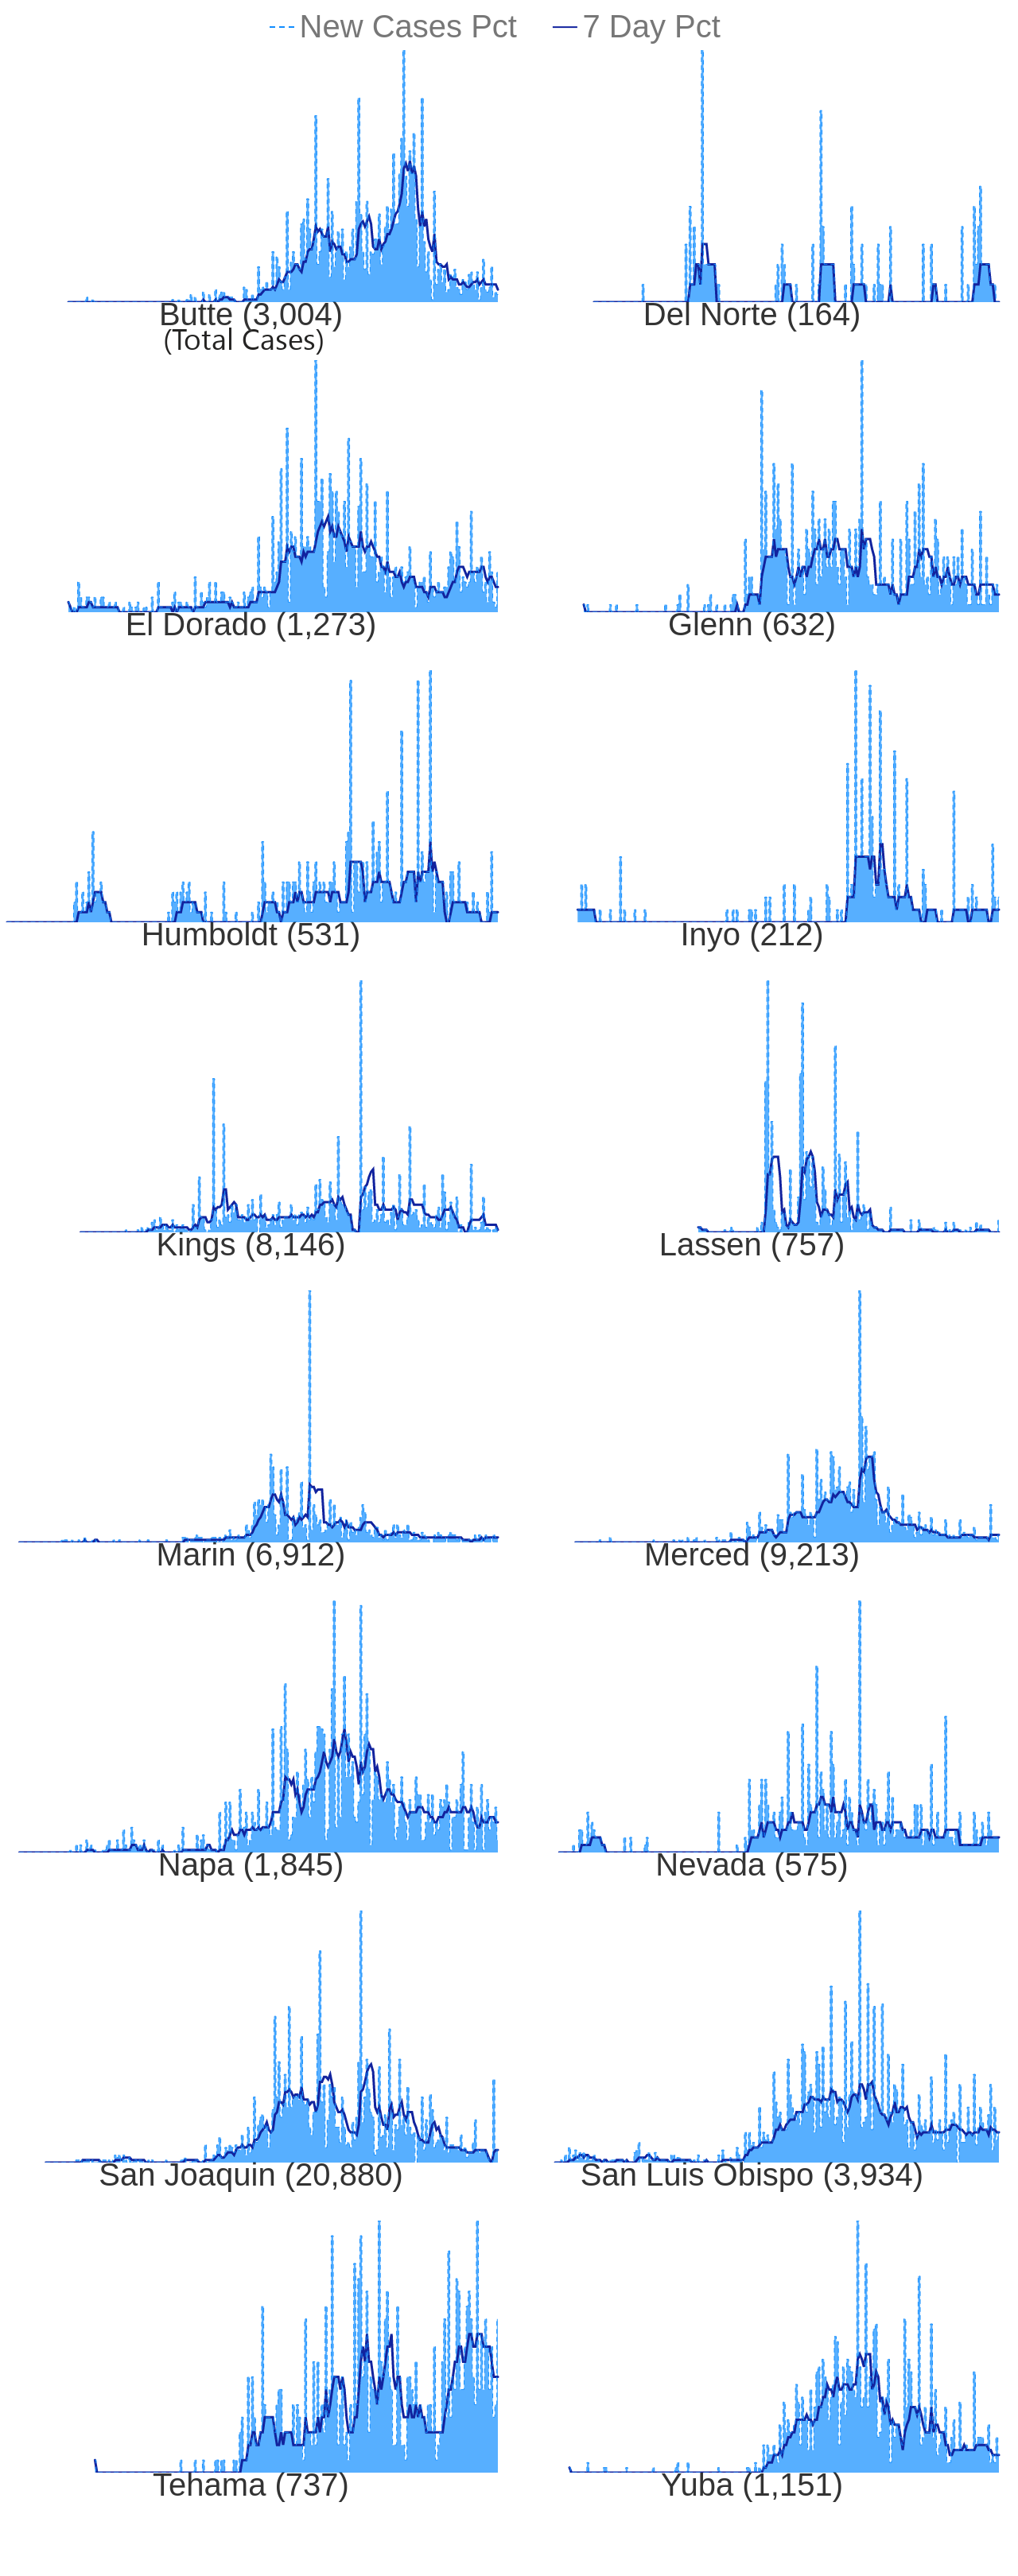 New Cases Pct 7 Day Pct
Butte (3,004) Del Norte (164)
(Total Cases)
El Dorado (1,273) Glenn (632)
Humboldt (531) Inyo (212)
Kings (8,146) Lassen (757)
Marin (6,912) Merced (9,213)
Napa (1,845) Nevada (575)
San Joaquin (20,880) San Luis Obispo (3,934)
Tehama (737) Yuba (1,151)